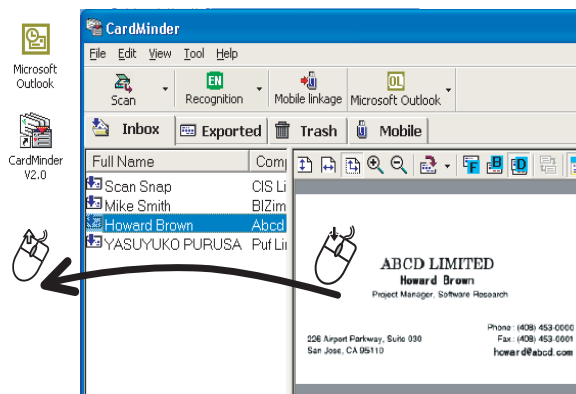 Microsoft
Outlook
CardMinder
V2.0
CardMinder
File Edit View Tool Help
Scan
EN
Recognition
Mobile linkage
OL
Microsoft Outlook
Inbox
Exported
Trash
Mobile
Full Name
Com
Scan Snap CIS Li
Mike Smith BIZim
Howard Brown Abcd
YASUYUKO PURUSA Puf Lin
F
B
D
ABCD LIMITED
Howard Brown
Project Manager, Software Research
226 Airport Parkway, Suite 030
San Jose, CA 95110
Phone : (408) 453-0000
Fax : (408) 453-0001
howard@abcd.com